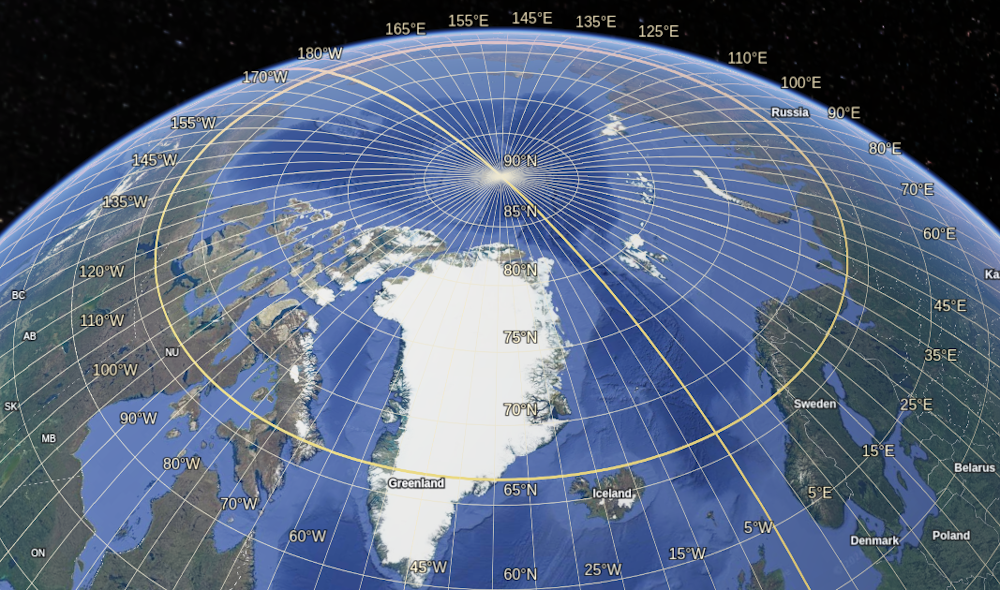 155°E 145°E 135°E
165°E 125°E
180°W 110°E
170°W 100°E
155°W Russia 90°E
145°W 90°N 80°E
135°W 85°N 70°E
60°E
120°W 80°N Ka
BC 45°E
110°W
AB 75°N
NU 35°E
100°W
SK 90°W 70°N Sweden 25°E
MB
80°W 15°E
Greenland 65°N Iceland Belarus
70°W 5°E
60°W 5°W Denmark Poland
ON 45°W 60°N 25°W 15°W